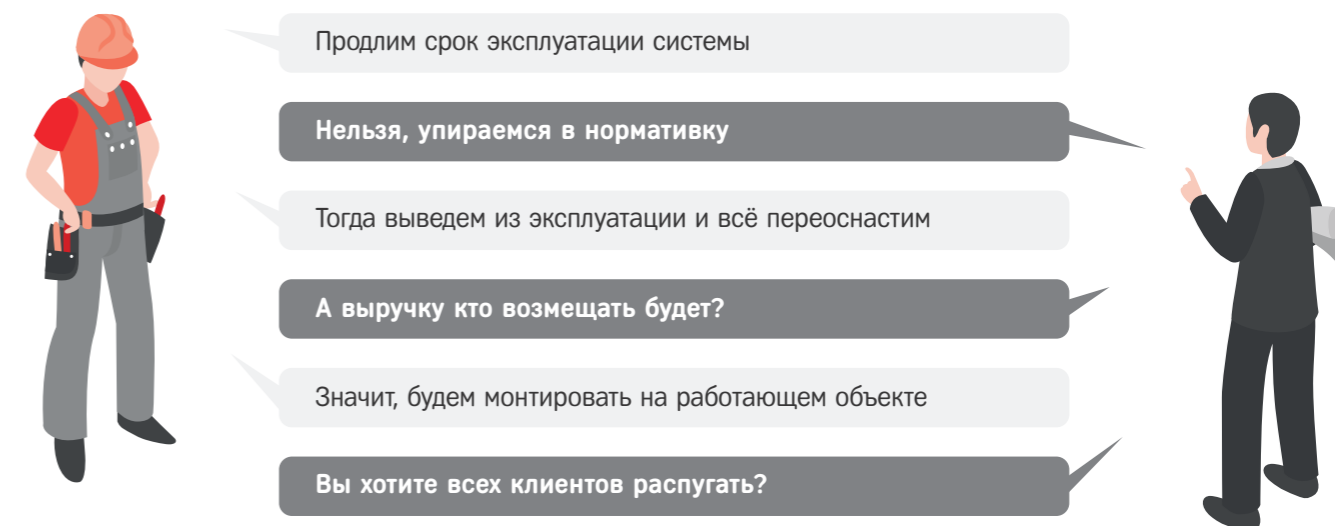 Продлим срок эксплуатации системы
Нельзя, упираемся в нормативку
Тогда выведем из эксплуатации и всё переоснастим
А выручку кто возмещать будет?
Значит, будем монтировать на работающем объекте
Вы хотите всех клиентов распугать?